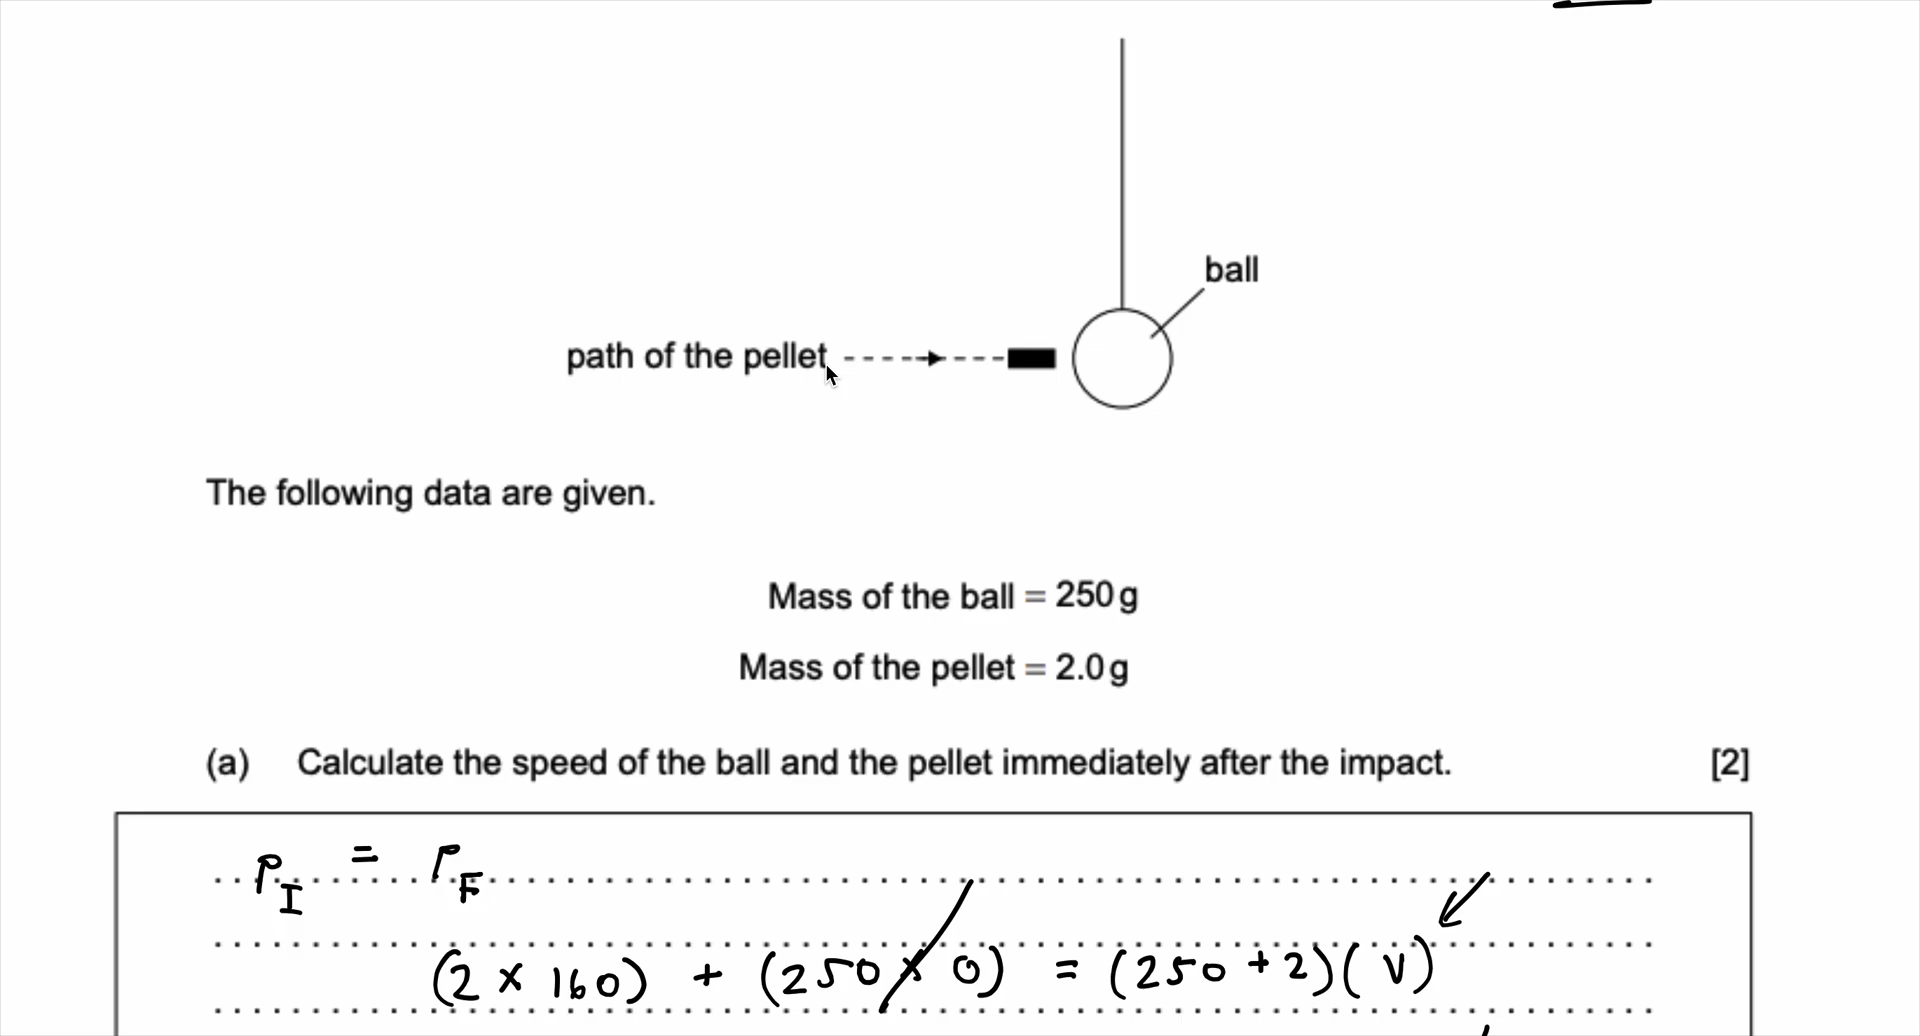 ball
path of the pellet
The following data are given.
Mass of the ball = 250 g
Mass of the pellet = 2.0 g
(a) Calculate the speed of the ball and the pellet immediately after the impact. [2]
P_I = P_F
(2 × 160) + (250 × 0) = (250 + 2)(V)